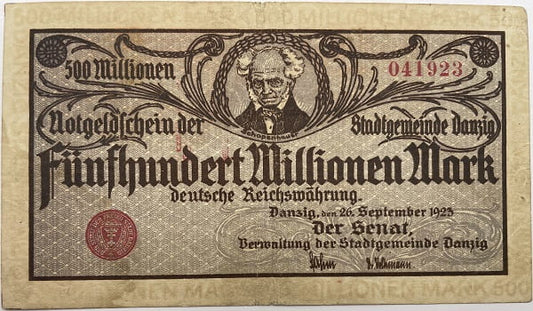 500 Millionen
041923
Notgeldschein der Stadtgemeinde Danzig
Schopenhauer
Fünfhundert Millionen Mark
deutsche Reichswährung.
Danzig, den 26. September 1923
Der Senat,
Verwaltung der Stadtgemeinde Danzig